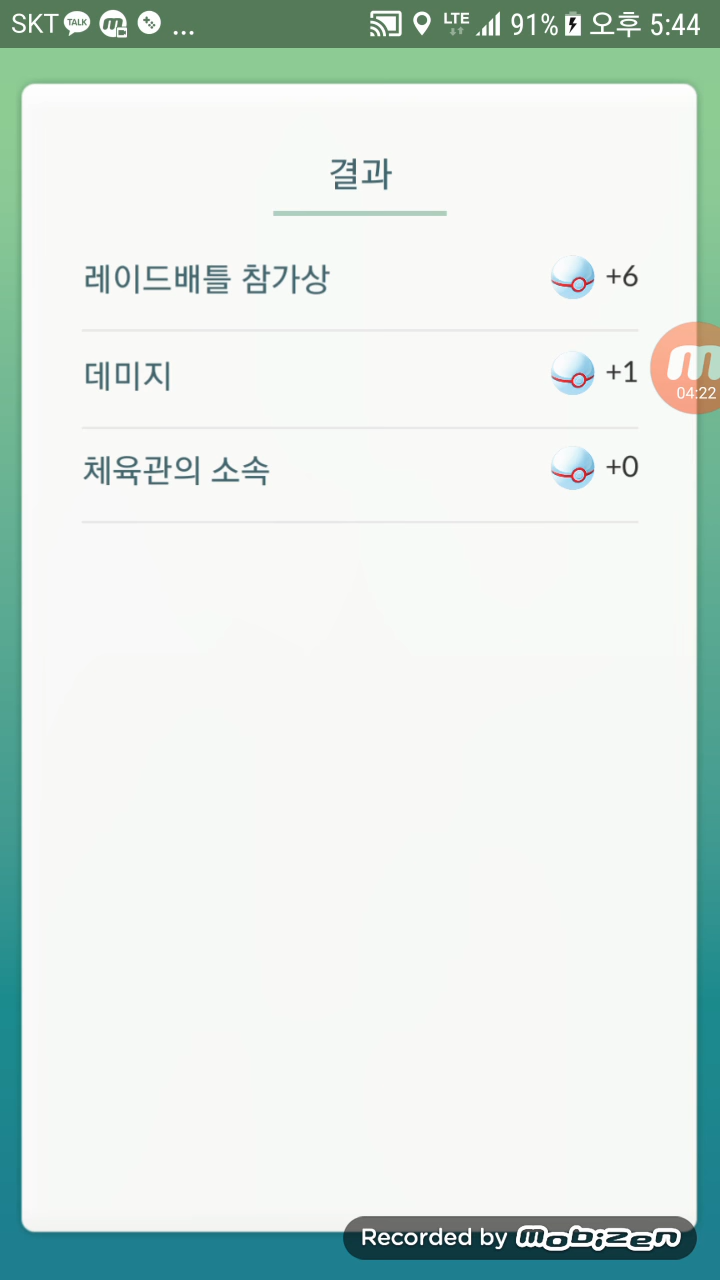 SKT TALK m ... LTE 91% 오후 5:44
결과
레이드배틀 참가상 +6
데미지 +1
m
04:22
체육관의 소속 +0
Recorded by mobizen